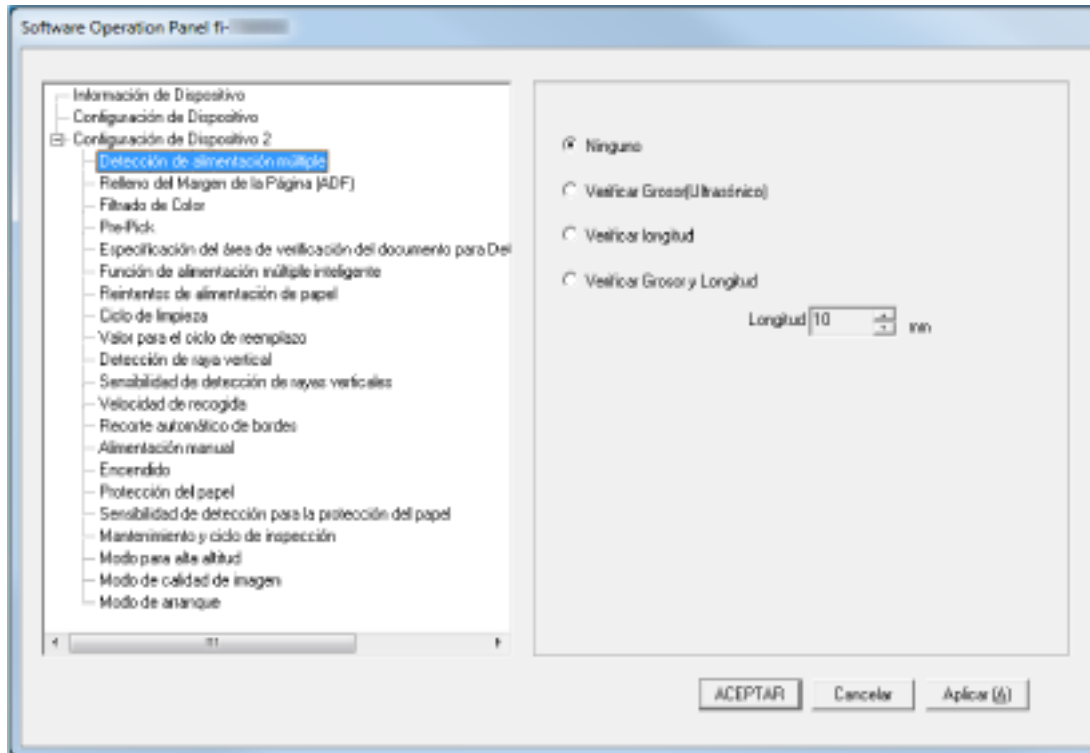 Software Operation Panel fi-
Información de Dispositivo
Configuración de Dispositivo
Configuración de Dispositivo 2
Detección de alimentación múltiple
Relleno del Margen de la Página (ADF)
Filtrado de Color
Pre-Pick
Especificación del área de verificación del documento para Det
Función de alimentación múltiple inteligente
Reintentos de alimentación de papel
Ciclo de limpieza
Valor para el ciclo de reemplazo
Detección de raya vertical
Sensibilidad de detección de rayas verticales
Velocidad de recogida
Recorte automático de bordes
Alimentación manual
Encendido
Protección del papel
Sensibilidad de detección para la protección del papel
Mantenimiento y ciclo de inspección
Modo para alta altitud
Modo de calidad de imagen
Modo de arranque
Ninguno
Verificar Grosor(Ultrasónico)
Verificar longitud
Verificar Grosor y Longitud
Longitud 10 mm
ACEPTAR Cancelar Aplicar (A)